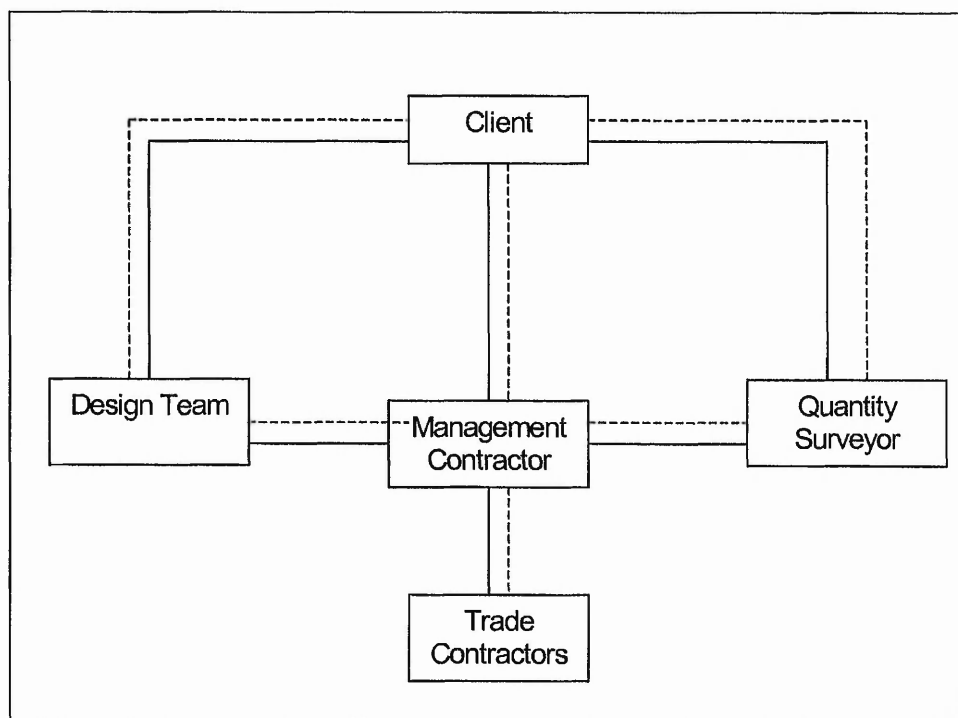 Client
Design Team
Management
Contractor
Quantity
Surveyor
Trade
Contractors